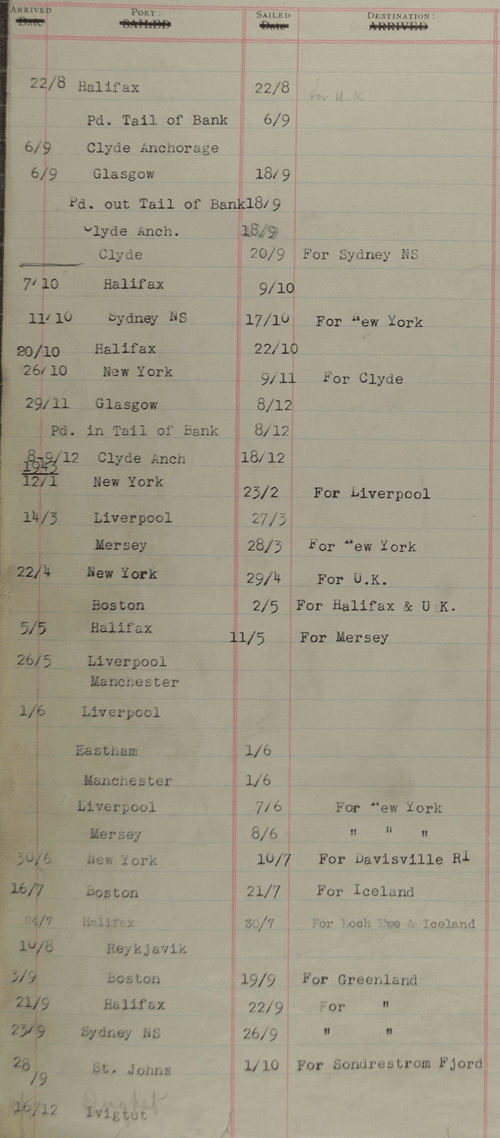 ARRIVED PORT: SAILED DESTINATION:
Date SAILED Date ARRIVED
22/8 Halifax 22/8 For U.K
Pd. Tail of Bank 6/9
6/9 Clyde Anchorage
6/9 Glasgow 18/9
Pd. out Tail of Bank 18/9
Clyde Anch. 18/9
Clyde 20/9 For Sydney NS
7/10 Halifax 9/10
11/10 Sydney NS 17/10 For New York
20/10 Halifax 22/10
26/10 New York 9/11 For Clyde
29/11 Glasgow 8/12
Pd. in Tail of Bank 8/12
8-9/12 Clyde Anch 18/12
1943
12/1 New York 23/2 For Liverpool
14/3 Liverpool 27/3
Mersey 28/3 For New York
22/4 New York 29/4 For U.K.
Boston 2/5 For Halifax & U K.
5/5 Halifax 11/5 For Mersey
26/5 Liverpool
Manchester
1/6 Liverpool
Eastham 1/6
Manchester 1/6
Liverpool 7/6 For New York
Mersey 8/6 " " "
30/6 New York 10/7 For Davisville RI
16/7 Boston 21/7 For Iceland
24/7 Halifax 30/7 For Loch Ewe & Iceland
10/8 Reykjavik
3/9 Boston 19/9 For Greenland
21/9 Halifax 22/9 For "
23/9 Sydney NS 26/9 " "
28/9 St. Johns 1/10 For Sondrestrom Fjord
16/12 Ivigtut